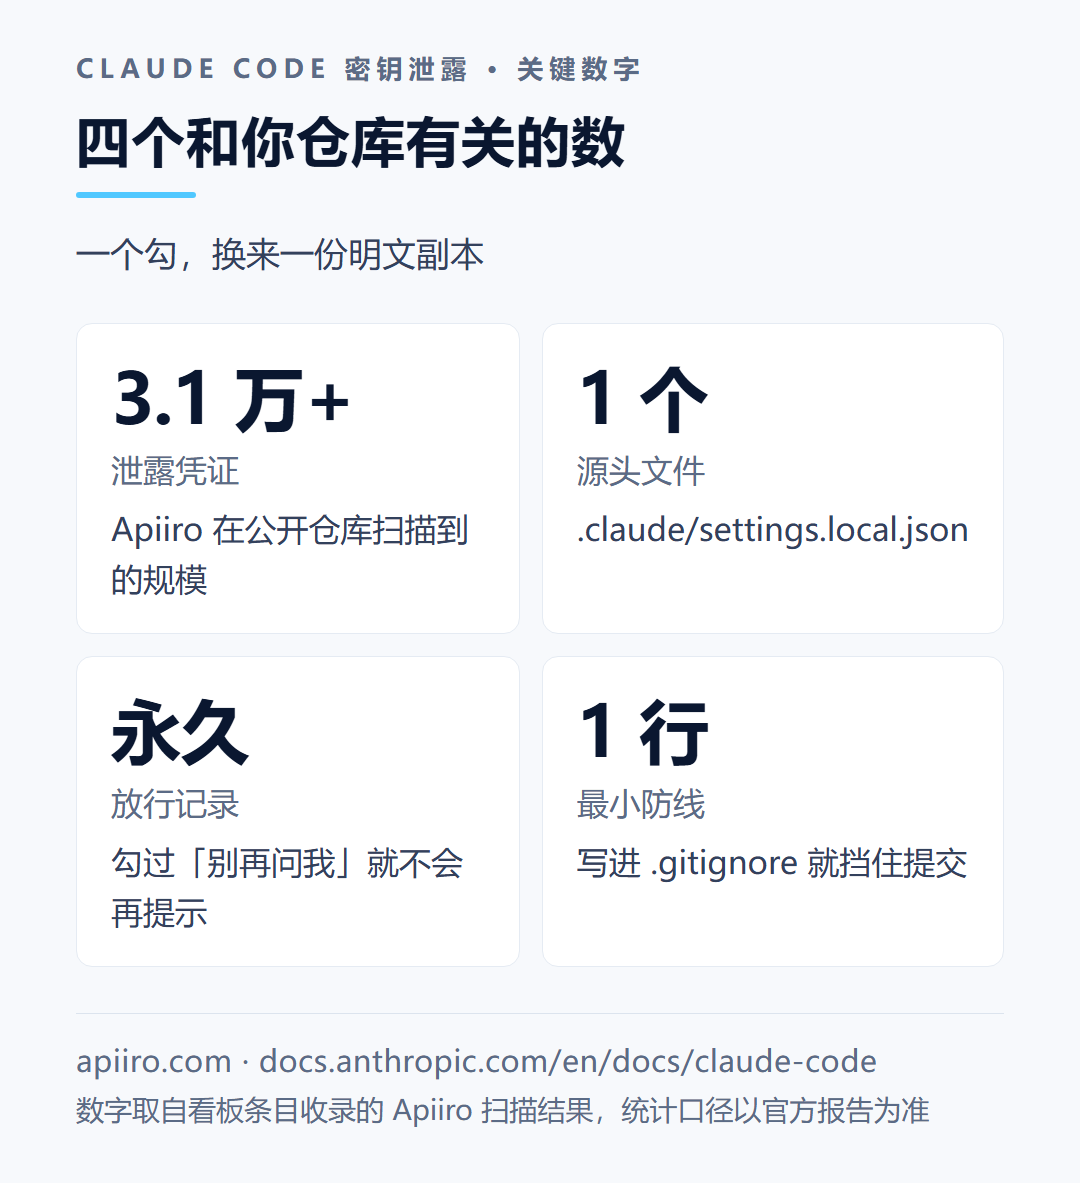 CLAUDE CODE 密钥泄露 · 关键数字
四个和你仓库有关的数
一个勾，换来一份明文副本
3.1 万+
泄露凭证
Apiiro 在公开仓库扫描到
的规模
1 个
源头文件
.claude/settings.local.json
永久
放行记录
勾过「别再问我」就不会
再提示
1 行
最小防线
写进 .gitignore 就挡住提交
apiiro.com · docs.anthropic.com/en/docs/claude-code
数字取自看板条目收录的 Apiiro 扫描结果，统计口径以官方报告为准